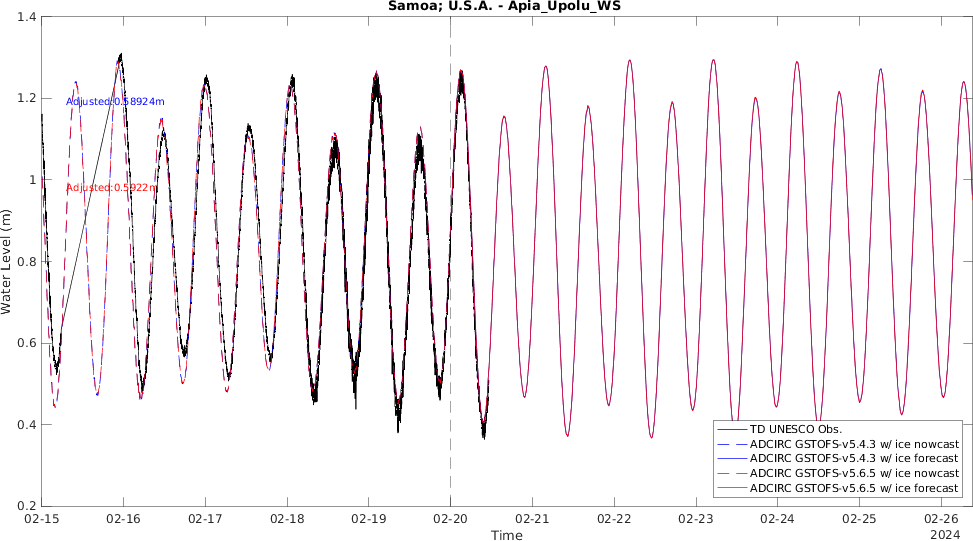 Samoa; U.S.A. - Apia_Upolu_WS
1.4
1.2
1
0.8
0.6
0.4
0.2
Water Level (m)
Adjusted:0.58924m
Adjusted:0.5922m
TD UNESCO Obs.
ADCIRC GSTOFS-v5.4.3 w/ ice nowcast
ADCIRC GSTOFS-v5.4.3 w/ ice forecast
ADCIRC GSTOFS-v5.6.5 w/ ice nowcast
ADCIRC GSTOFS-v5.6.5 w/ ice forecast
02-15 02-16 02-17 02-18 02-19 02-20 02-21 02-22 02-23 02-24 02-25 02-26
Time
2024